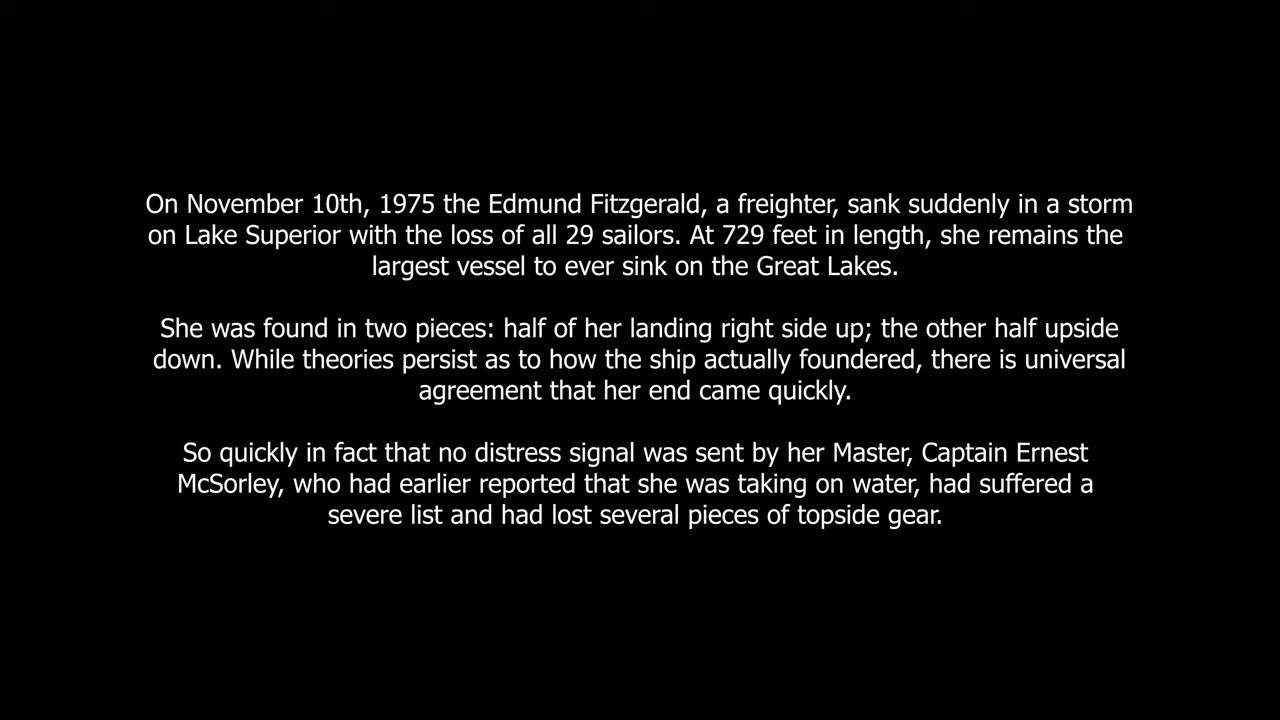 On November 10th, 1975 the Edmund Fitzgerald, a freighter, sank suddenly in a storm
on Lake Superior with the loss of all 29 sailors. At 729 feet in length, she remains the
largest vessel to ever sink on the Great Lakes.
She was found in two pieces: half of her landing right side up; the other half upside
down. While theories persist as to how the ship actually foundered, there is universal
agreement that her end came quickly.
So quickly in fact that no distress signal was sent by her Master, Captain Ernest
McSorley, who had earlier reported that she was taking on water, had suffered a
severe list and had lost several pieces of topside gear.